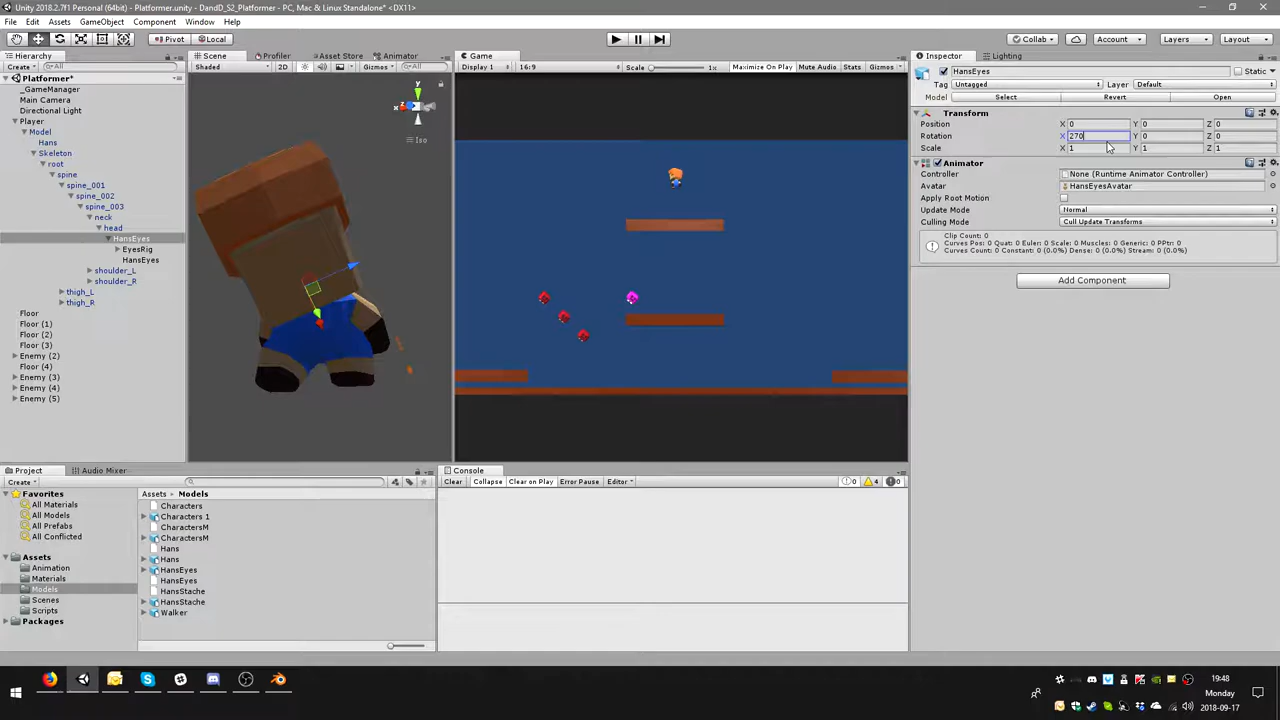 Unity 2018.2.7f1 Personal (64bit) - Platformer.unity - DandD_S2_Platformer - PC, Mac & Linux Standalone* <DX11>
File Edit Assets GameObject Component Window Help
Pivot Local Collab Account Layers Layout
Hierarchy Scene Profiler Asset Store Animator Game Inspector Lighting
Create All Shaded 2D Gizmos All Display 1 16:9 Scale 1x Maximize On Play Mute Audio Stats Gizmos
HansEyes Static
Tag Untagged Layer Default
Model Select Revert Open
Transform
Position X 0 Y 0 Z 0
Rotation X 270 Y 0 Z 0
Scale X 1 Y 1 Z 1
Animator
Controller None (Runtime Animator Controller)
Avatar HansEyesAvatar
Apply Root Motion
Update Mode Normal
Culling Mode Cull Update Transforms
Clip Count: 0
Curves Pos: 0 Quat: 0 Euler: 0 Scale: 0 Muscles: 0 Generic: 0 PPtr: 0
Curves Count: 0 Constant: 0 (0.0%) Dense: 0 (0.0%) Stream: 0 (0.0%)
Add Component
Platformer*
_GameManager
Main Camera
Directional Light
Player
Model
Hans
Skeleton
root
spine
spine_001
spine_002
spine_003
neck
head
HansEyes
EyesRig
HansEyes
shoulder_L
shoulder_R
thigh_L
thigh_R
Floor
Floor (1)
Floor (2)
Floor (3)
Enemy (2)
Floor (4)
Enemy (3)
Enemy (4)
Enemy (5)
y
z
Iso
Project Audio Mixer Console
Create Clear Collapse Clear on Play Error Pause Editor 0 4 0
Favorites
All Materials
All Models
All Prefabs
All Conflicted
Assets
Animation
Materials
Models
Scenes
Scripts
Packages
Assets Models
Characters
Characters 1
CharactersM
CharactersM
Hans
Hans
HansEyes
HansEyes
HansStache
HansStache
Walker
19:48
Monday
2018-09-17